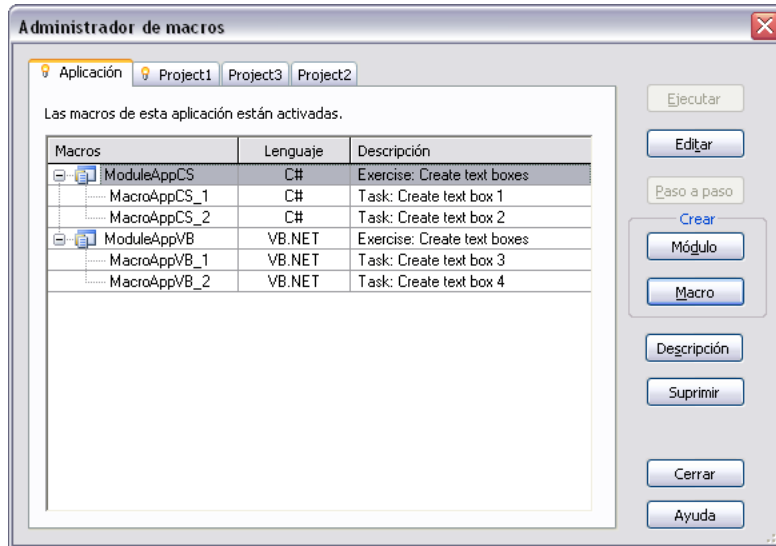 Administrador de macros
Aplicación Project1 Project3 Project2
Las macros de esta aplicación están activadas.
Macros Lenguaje Descripción
ModuleAppCS C# Exercise: Create text boxes
MacroAppCS_1 C# Task: Create text box 1
MacroAppCS_2 C# Task: Create text box 2
ModuleAppVB VB.NET Exercise: Create text boxes
MacroAppVB_1 VB.NET Task: Create text box 3
MacroAppVB_2 VB.NET Task: Create text box 4
Ejecutar
Editar
Paso a paso
Crear
Módulo
Macro
Descripción
Suprimir
Cerrar
Ayuda